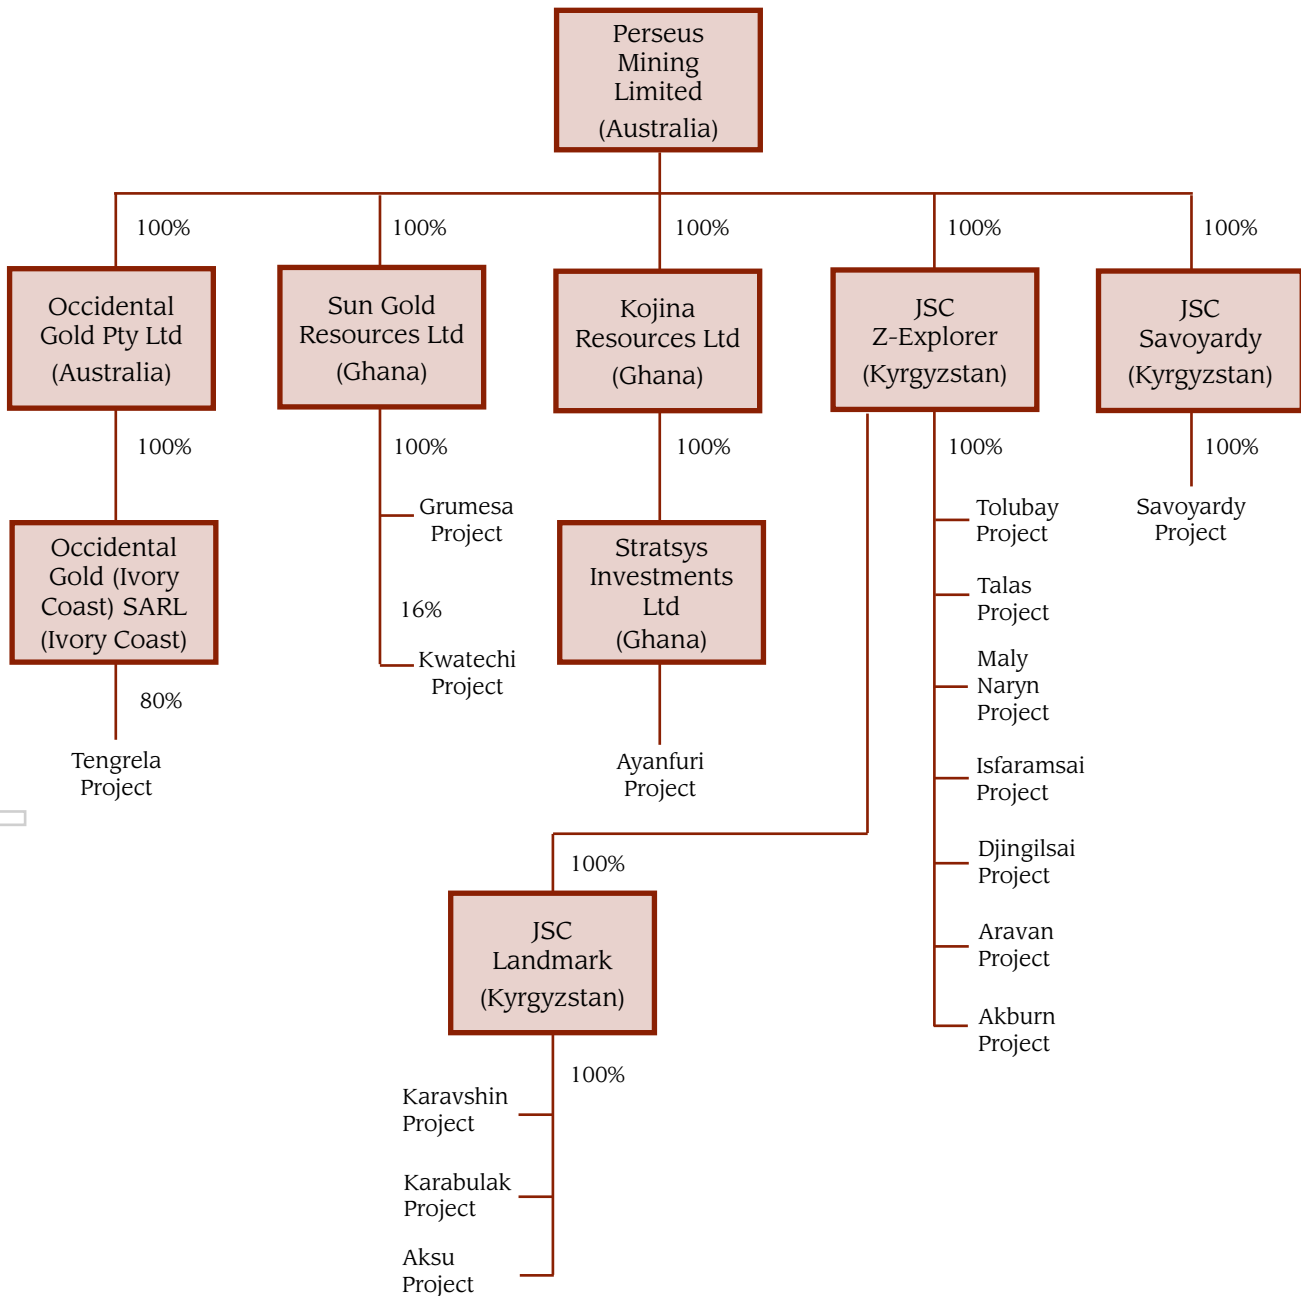 Perseus
Mining
Limited
(Australia)
100%
100%
100%
100%
100%
Occidental
Gold Pty Ltd
(Australia)
Sun Gold
Resources Ltd
(Ghana)
Kojina
Resources Ltd
(Ghana)
JSC
Z-Explorer
(Kyrgyzstan)
JSC
Savoyardy
(Kyrgyzstan)
100%
100%
100%
100%
100%
Occidental
Gold (Ivory
Coast) SARL
(Ivory Coast)
80%
Tengrela
Project
Grumesa
Project
16%
Kwatechi
Project
Stratsys
Investments
Ltd
(Ghana)
Ayanfuri
Project
Tolubay
Project
Talas
Project
Maly
Naryn
Project
Isfaramsai
Project
Djingilsai
Project
Aravan
Project
Akburn
Project
Savoyardy
Project
100%
JSC
Landmark
(Kyrgyzstan)
100%
Karavshin
Project
Karabulak
Project
Aksu
Project